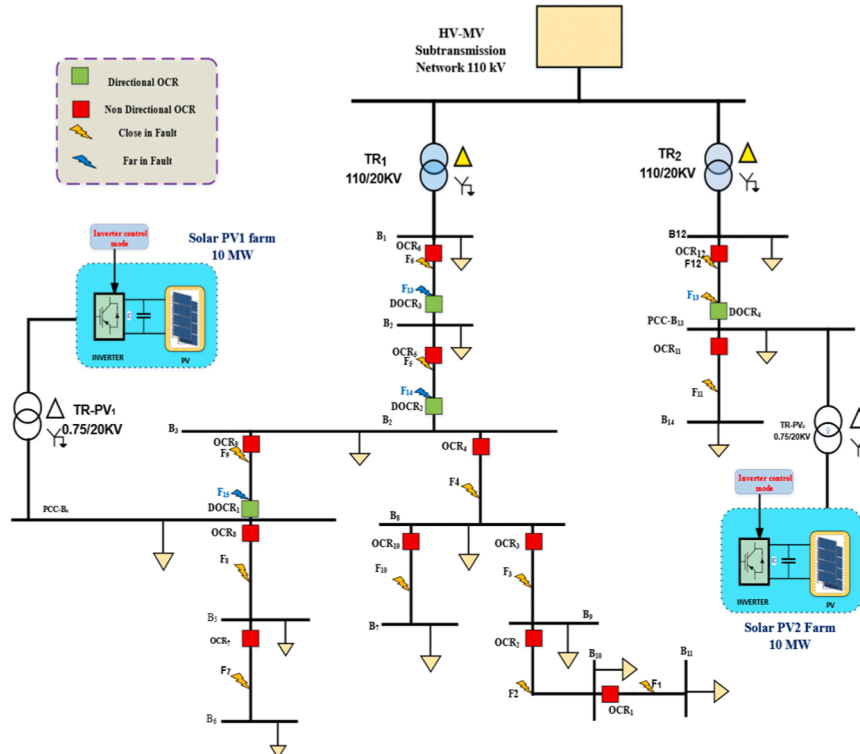 HV-MV
Subtransmission
Network 110 kV
Directional OCR
Non Directional OCR
Close in Fault
Far in Fault
TR1
110/20KV
TR2
110/20KV
Solar PV1 farm
10 MW
Inverter control
mode
INVERTER
C
PV
TR-PV1
0.75/20KV
B1
OCR6
F6
F13
DOCR3
B2
OCR5
F5
F14
DOCR2
B2
B3
OCR9
F9
F15
DOCR1
PCC-B4
OCR8
F8
B5
OCR7
F7
B6
OCR4
F4
B8
OCR10
F10
B7
OCR3
F3
B9
OCR2
F2
B10
OCR1
F1
B11
B12
OCR12
F12
F13
DOCR4
PCC-B13
OCR11
F11
B14
TR-PV2
0.75/20KV
Inverter control
mode
INVERTER
C
PV
Solar PV2 Farm
10 MW